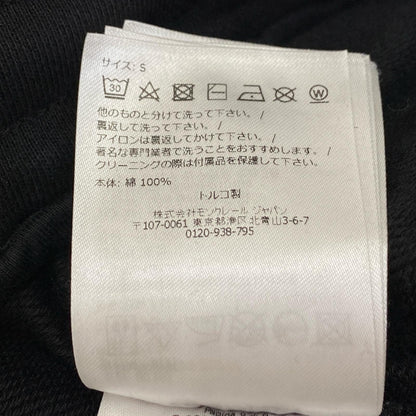 サイズ: S
30
W
他のものと分けて洗って下さい。/
裏返して洗って下さい。/
アイロンは裏返してかけて下さい。/
著名な専門業者で洗うことをおすすめします。/
クリーニングの際は付属品を保護して下さい。
本体: 綿 100%
トルコ製
株式会社モンクレール ジャパン
〒107-0061 東京都港区北青山3-6-7
0120-938-795